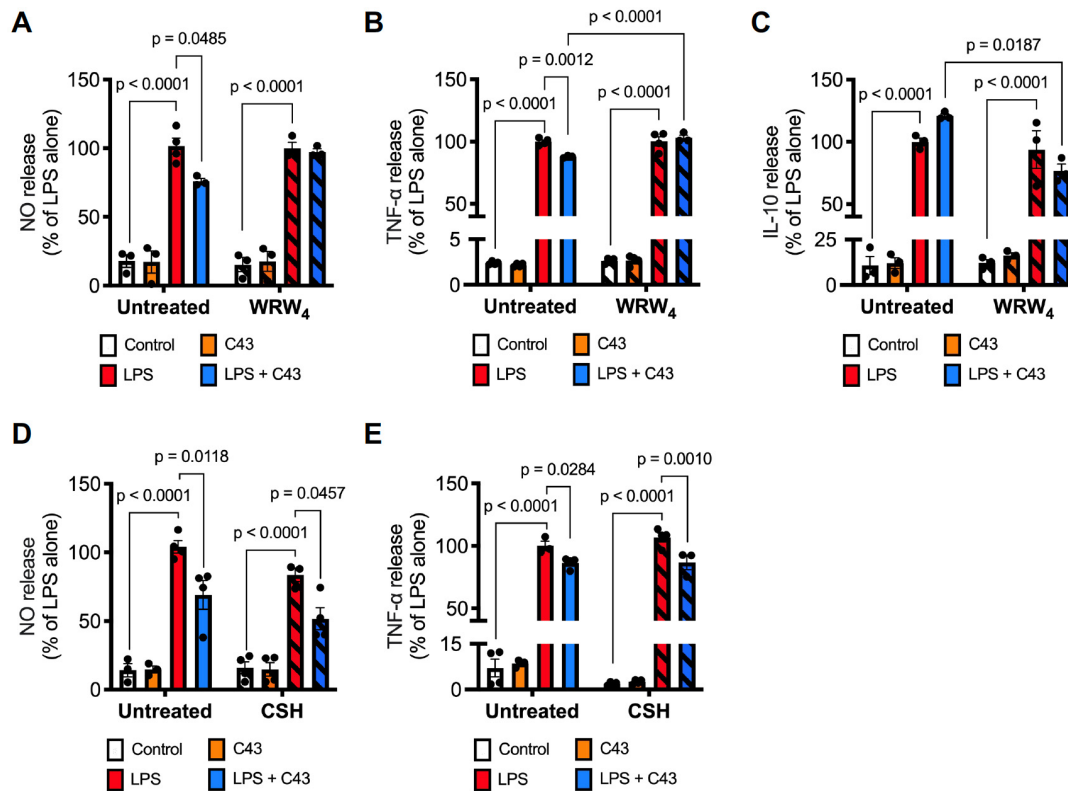 A
p = 0.0485
p < 0.0001
p < 0.0001
NO release
(% of LPS alone)
150
100
50
0
Untreated
WRW4
Control
C43
LPS
LPS + C43
B
p < 0.0001
p = 0.0012
p < 0.0001
p < 0.0001
TNF-α release
(% of LPS alone)
150
100
50
5
0
Untreated
WRW4
Control
C43
LPS
LPS + C43
C
p = 0.0187
p < 0.0001
p < 0.0001
IL-10 release
(% of LPS alone)
150
100
50
25
0
Untreated
WRW4
Control
C43
LPS
LPS + C43
D
p = 0.0118
p < 0.0001
p = 0.0457
p < 0.0001
NO release
(% of LPS alone)
150
100
50
0
Untreated
CSH
Control
C43
LPS
LPS + C43
E
p = 0.0284
p = 0.0010
p < 0.0001
p < 0.0001
TNF-α release
(% of LPS alone)
150
100
50
15
0
Untreated
CSH
Control
C43
LPS
LPS + C43